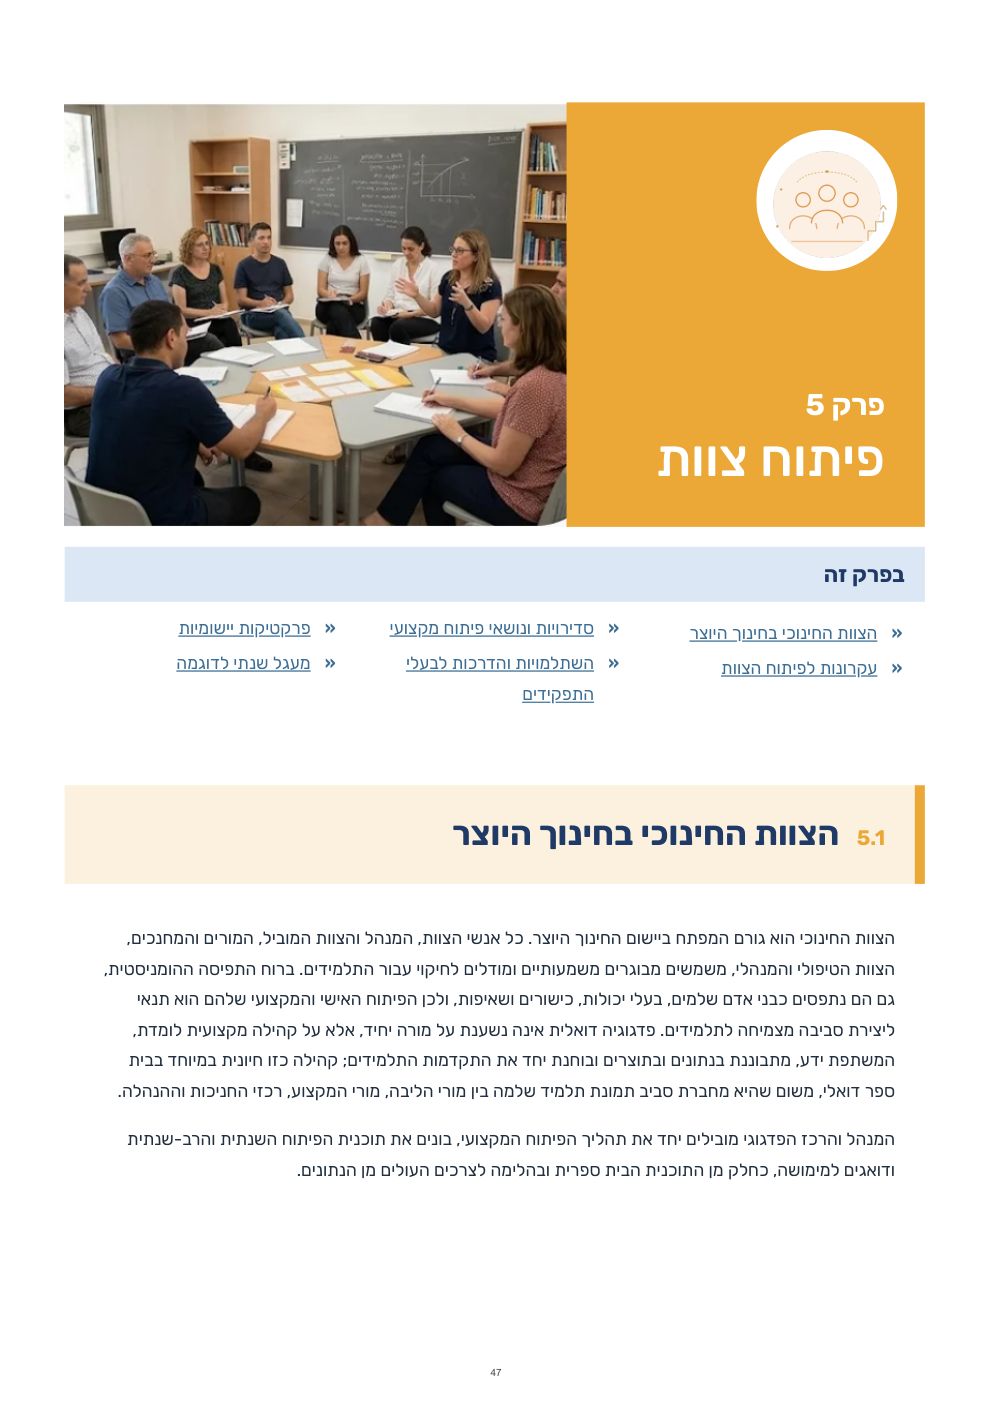 פרק 5
פיתוח צוות
בפרק זה
« הצוות החינוכי בחינוך היוצר
« עקרונות לפיתוח הצוות
« סדירויות ונושאי פיתוח מקצועי
« השתלמויות והדרכות לבעלי
התפקידים
« פרקטיקות יישומיות
« מעגל שנתי לדוגמה
5.1 הצוות החינוכי בחינוך היוצר
הצוות החינוכי הוא גורם המפתח ביישום החינוך היוצר. כל אנשי הצוות, המנהל והצוות המוביל, המורים והמחנכים,
הצוות הטיפולי והמנהלי, משמשים מבוגרים משמעותיים ומודלים לחיקוי עבור התלמידים. ברוח התפיסה ההומניסטית,
גם הם נתפסים כבני אדם שלמים, בעלי יכולות, כישורים ושאיפות, ולכן הפיתוח האישי והמקצועי שלהם הוא תנאי
ליצירת סביבה מצמיחה לתלמידים. פדגוגיה דואלית אינה נשענת על מורה יחיד, אלא על קהילה מקצועית לומדת,
המשתפת ידע, מתבוננת בנתונים ובתוצרים ובוחנת יחד את התקדמות התלמידים; קהילה כזו חיונית במיוחד בבית
ספר דואלי, משום שהיא מחברת סביב תמונת תלמיד שלמה בין מורי הליבה, מורי המקצוע, רכזי החניכות וההנהלה.
המנהל והרכז הפדגוגי מובילים יחד את תהליך הפיתוח המקצועי, בונים את תוכנית הפיתוח השנתית והרב-שנתית
ודואגים למימושה, כחלק מן התוכנית הבית ספרית ובהלימה לצרכים העולים מן הנתונים.
47